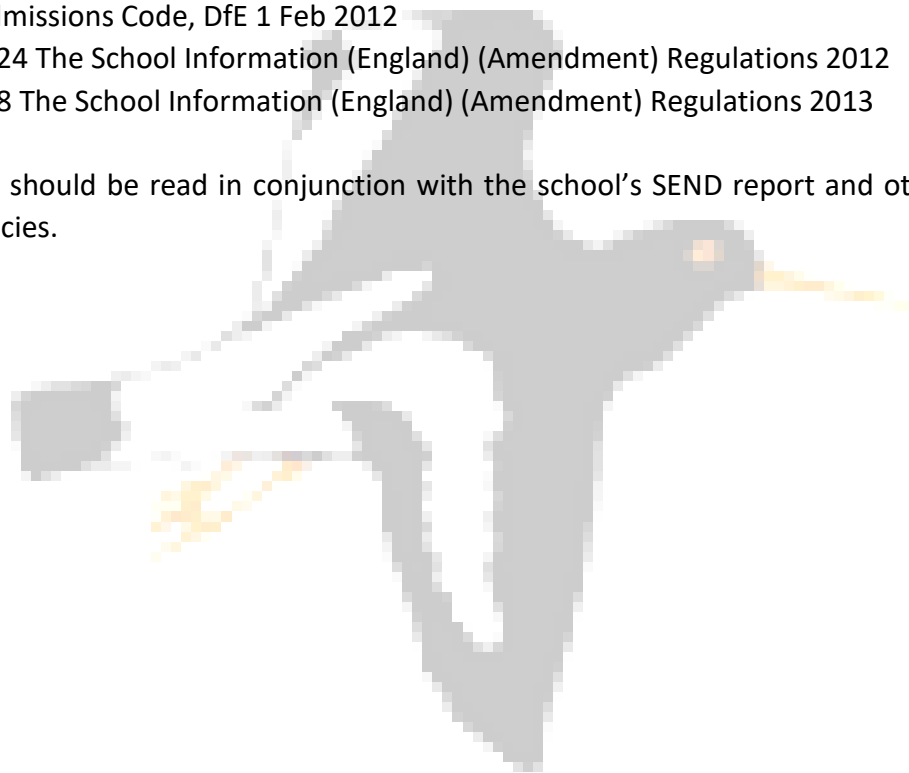 missions Code, DfE 1 Feb 2012
24 The School Information (England) (Amendment) Regulations 2012
8 The School Information (England) (Amendment) Regulations 2013
should be read in conjunction with the school’s SEND report and ot
cies.